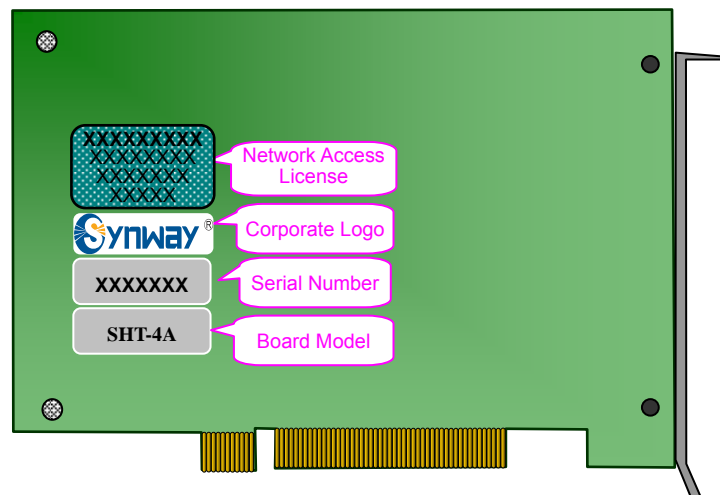 XXXXXXXXX
XXXXXXXX
XXXXXXX
XXXXX
Network Access
License
SYNWAY ®
Corporate Logo
XXXXXXX
Serial Number
SHT-4A
Board Model